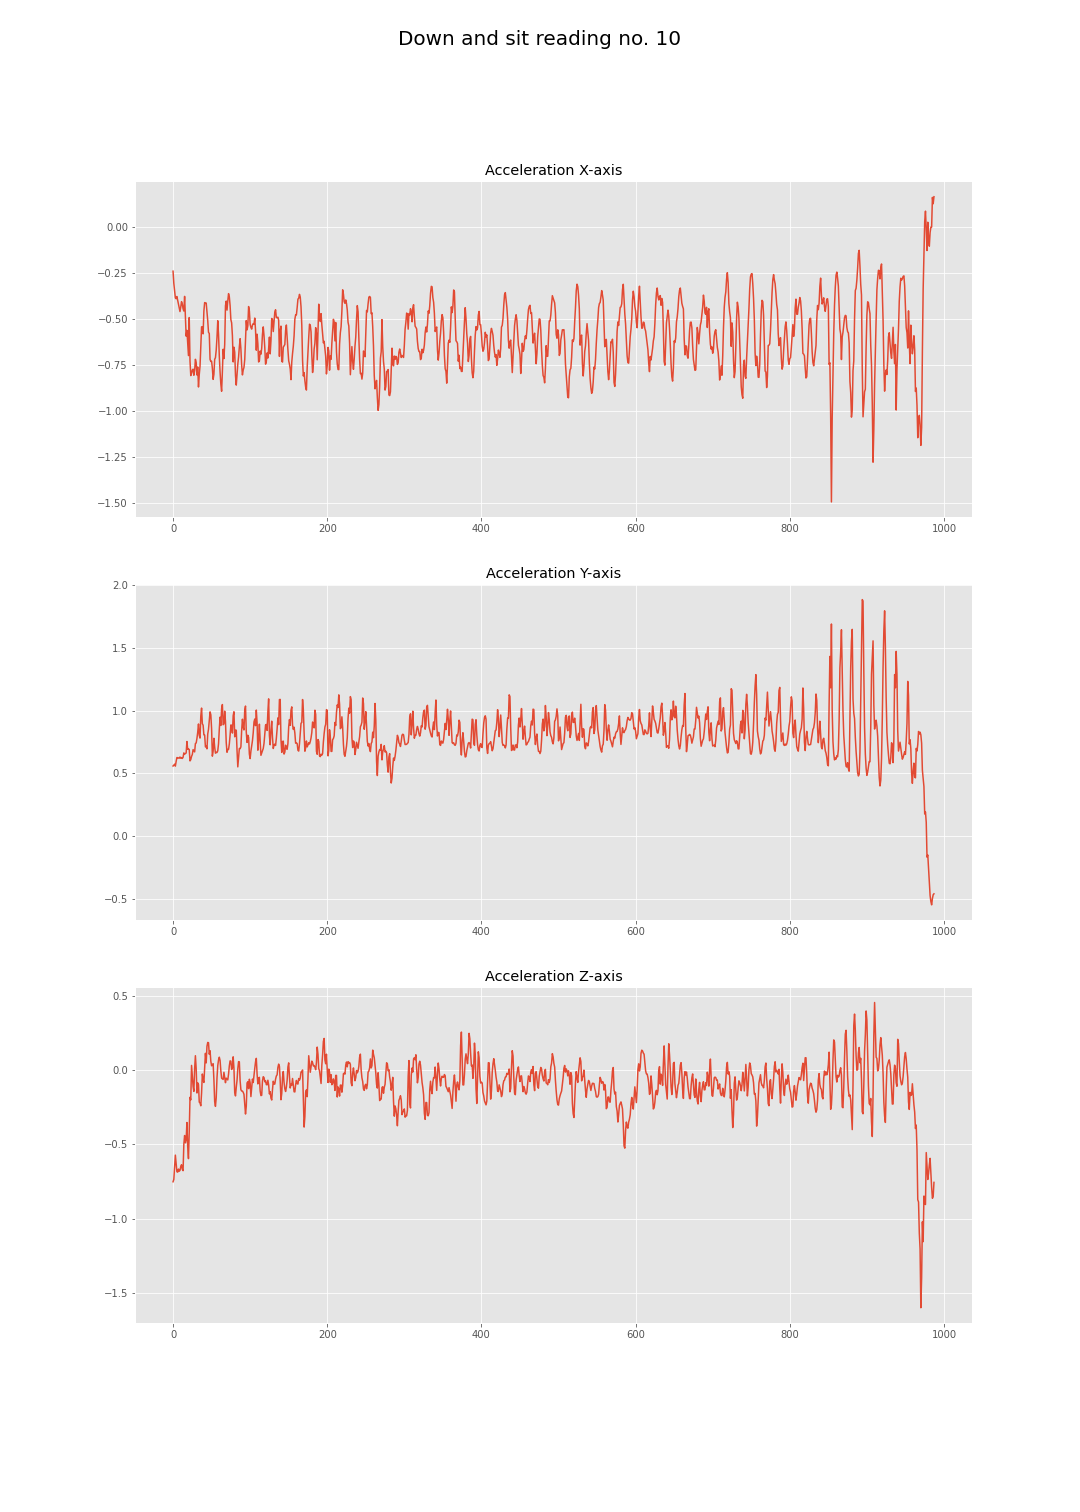 Down and sit reading no. 10
Acceleration X-axis
0.00
−0.25
−0.50
−0.75
−1.00
−1.25
−1.50
0 200 400 600 800 1000
Acceleration Y-axis
2.0
1.5
1.0
0.5
0.0
−0.5
0 200 400 600 800 1000
Acceleration Z-axis
0.5
0.0
−0.5
−1.0
−1.5
0 200 400 600 800 1000